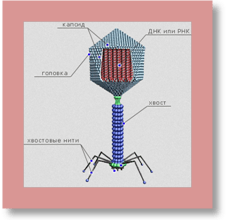 капсид
ДНК или РНК
головка
хвост
хвостовые нити